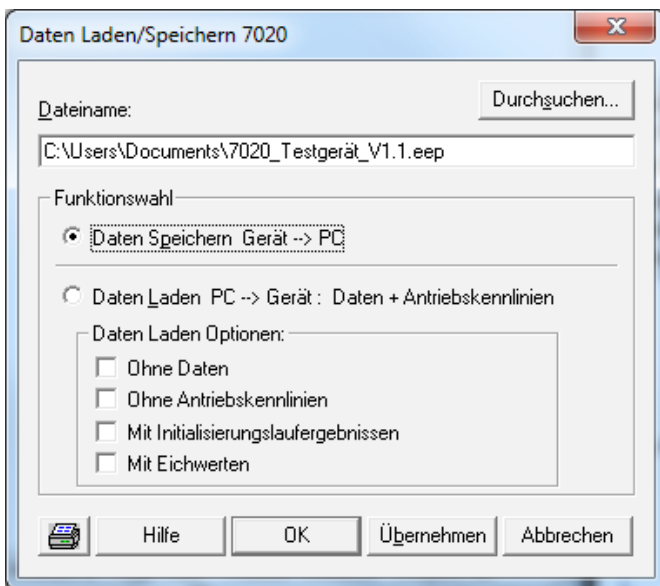 Daten Laden/Speichern 7020
Dateiname:
Durchsuchen...
C:\Users\Documents\7020_Testgerät_V1.1.eep
Funktionswahl
Daten Speichern Gerät --> PC
Daten Laden PC --> Gerät : Daten + Antriebskennlinien
Daten Laden Optionen:
Ohne Daten
Ohne Antriebskennlinien
Mit Initialisierungslaufergebnissen
Mit Eichwerten
Hilfe
OK
Übernehmen
Abbrechen